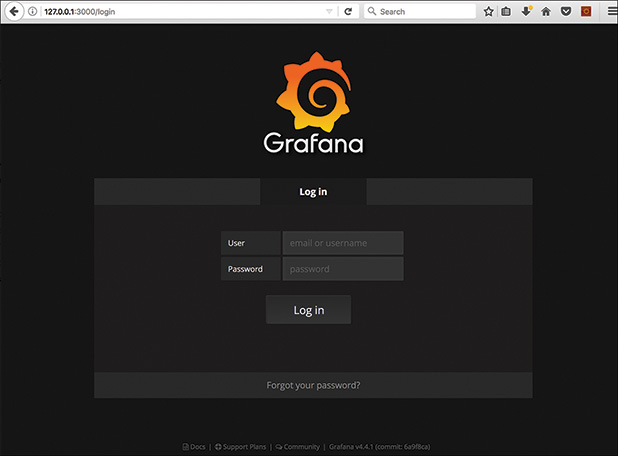 127.0.0.1:3000/login
Search
Grafana
Log in
User
email or username
Password
password
Log in
Forgot your password?
Docs | Support Plans | Community | Grafana v4.4.1 (commit: 6a9f8ca)